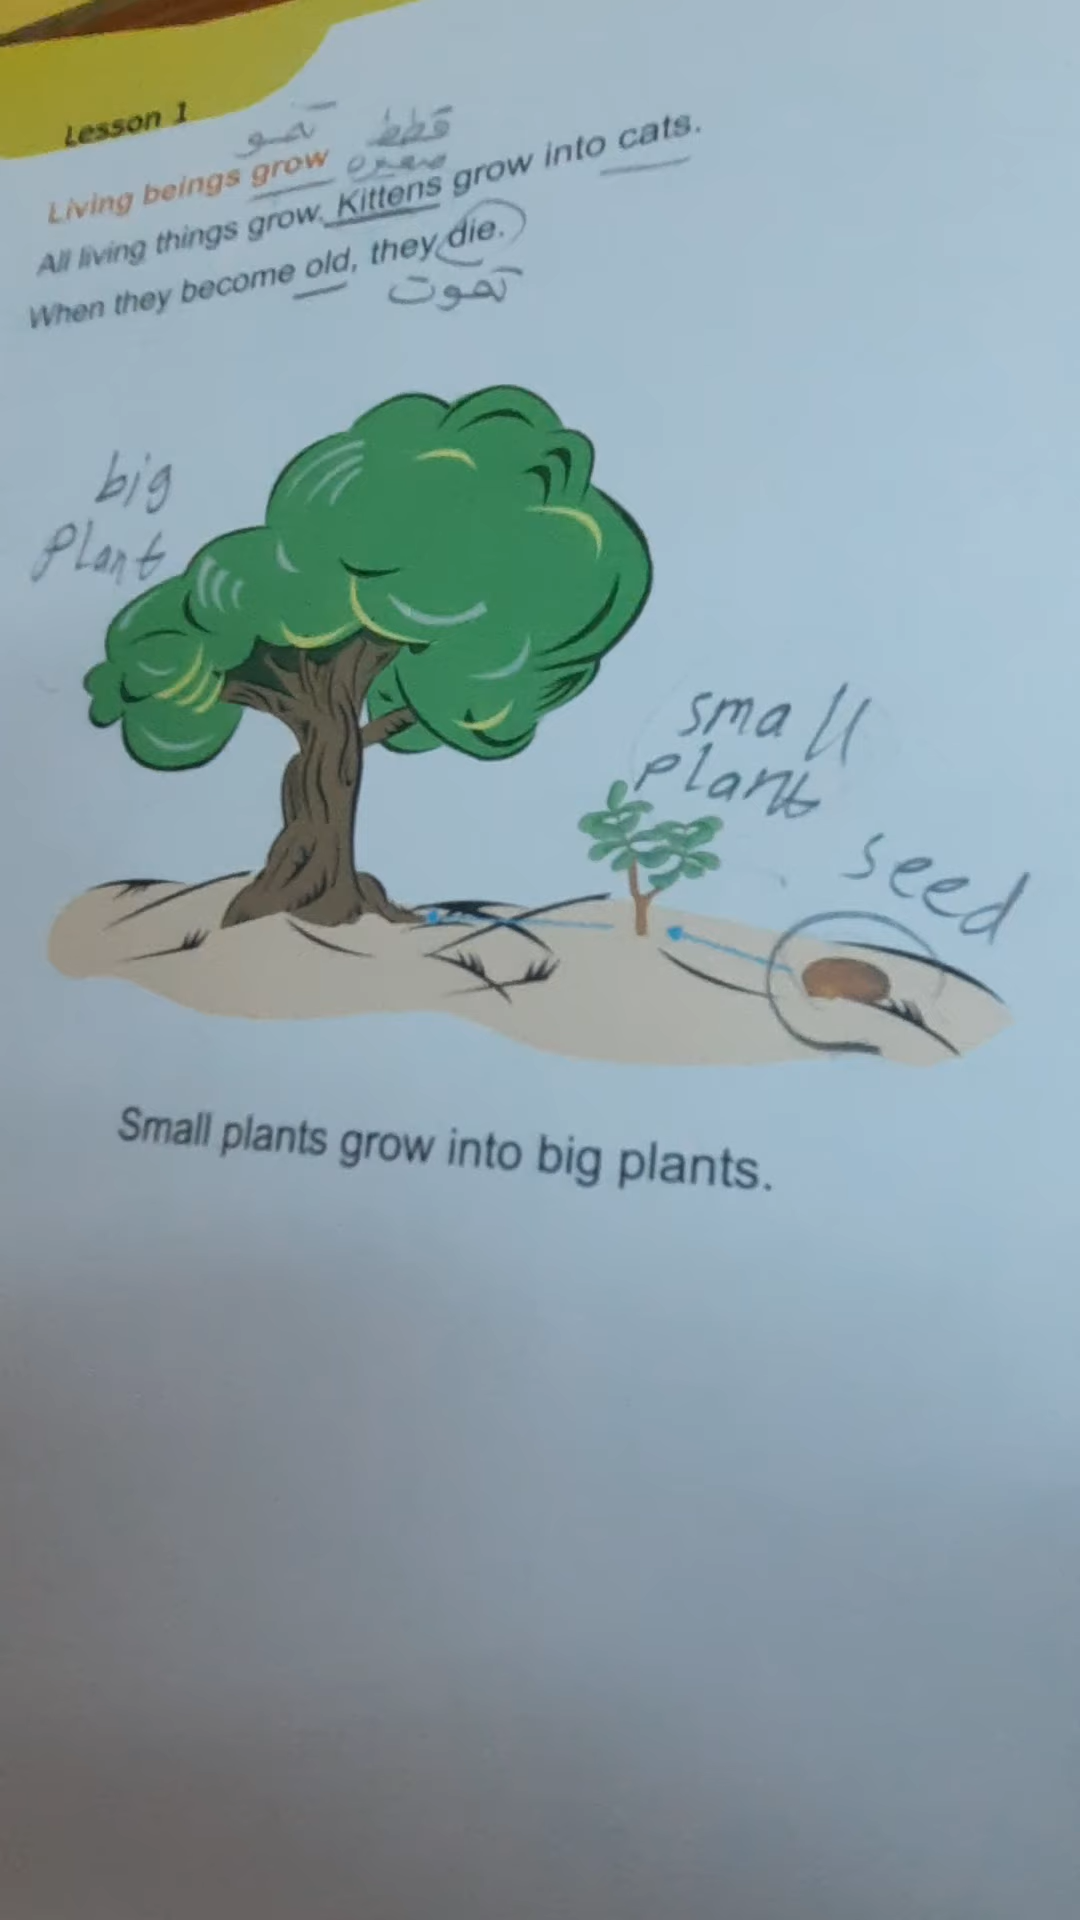 Lesson 1
تنمو
قطط
صغيره
Living beings grow
All living things grow. Kittens grow into cats.
When they become old, they die.
تموت
big
Plant
small
Plant
seed
Small plants grow into big plants.